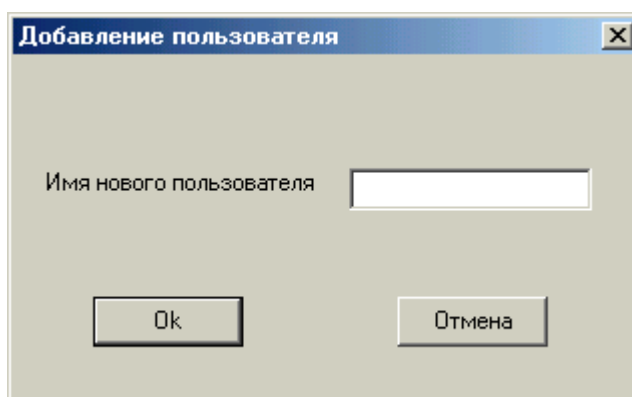 Добавление пользователя
Имя нового пользователя
Ok
Отмена